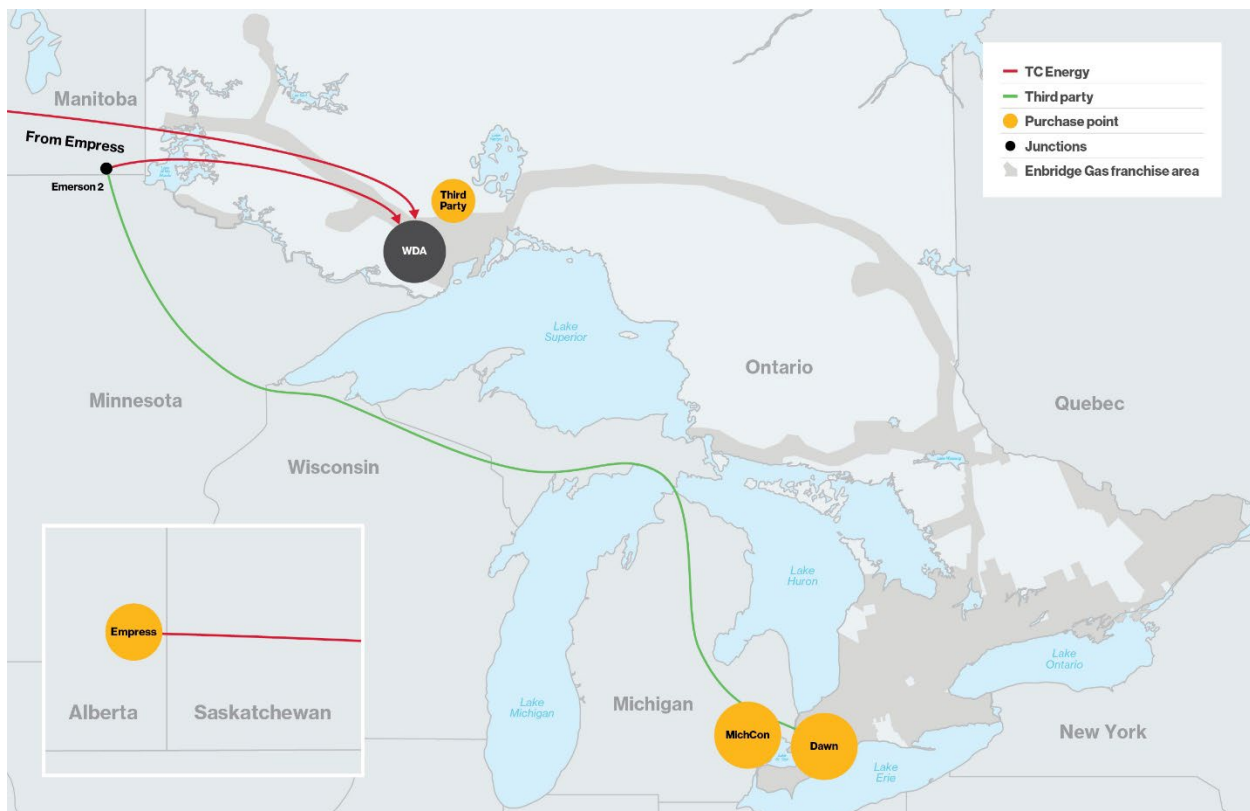 Manitoba
From Empress
Emerson 2
Third
Party
WDA
Lake
Superior
Ontario
Quebec
Minnesota
Wisconsin
Lake
Huron
Lake
Michigan
Michigan
MichCon
Dawn
Lake
Erie
Lake
Ontario
New York
Empress
Alberta
Saskatchewan
TC Energy
Third party
Purchase point
Junctions
Enbridge Gas franchise area